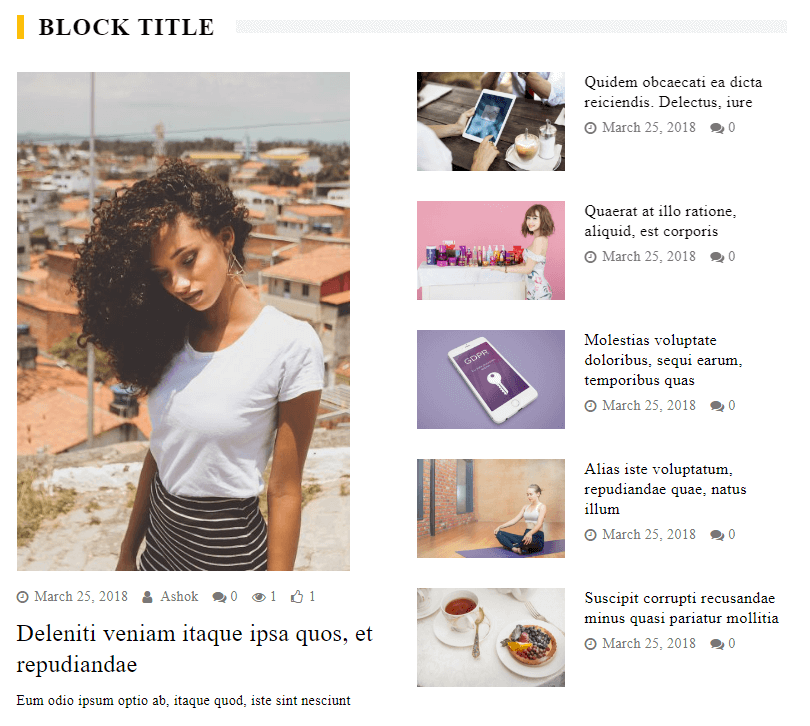 BLOCK TITLE
March 25, 2018 Ashok 0 1 1
Deleniti veniam itaque ipsa quos, et
repudiandae
Eum odio ipsum optio ab, itaque quod, iste sint nesciunt
Quidem obcaecati ea dicta
reiciendis. Delectus, iure
March 25, 2018 0
Quaerat at illo ratione,
aliquid, est corporis
March 25, 2018 0
GDPR
Molestias voluptate
doloribus, sequi earum,
temporibus quas
March 25, 2018 0
Alias iste voluptatum,
repudiandae quae, natus
illum
March 25, 2018 0
Suscipit corrupti recusandae
minus quasi pariatur mollitia
March 25, 2018 0